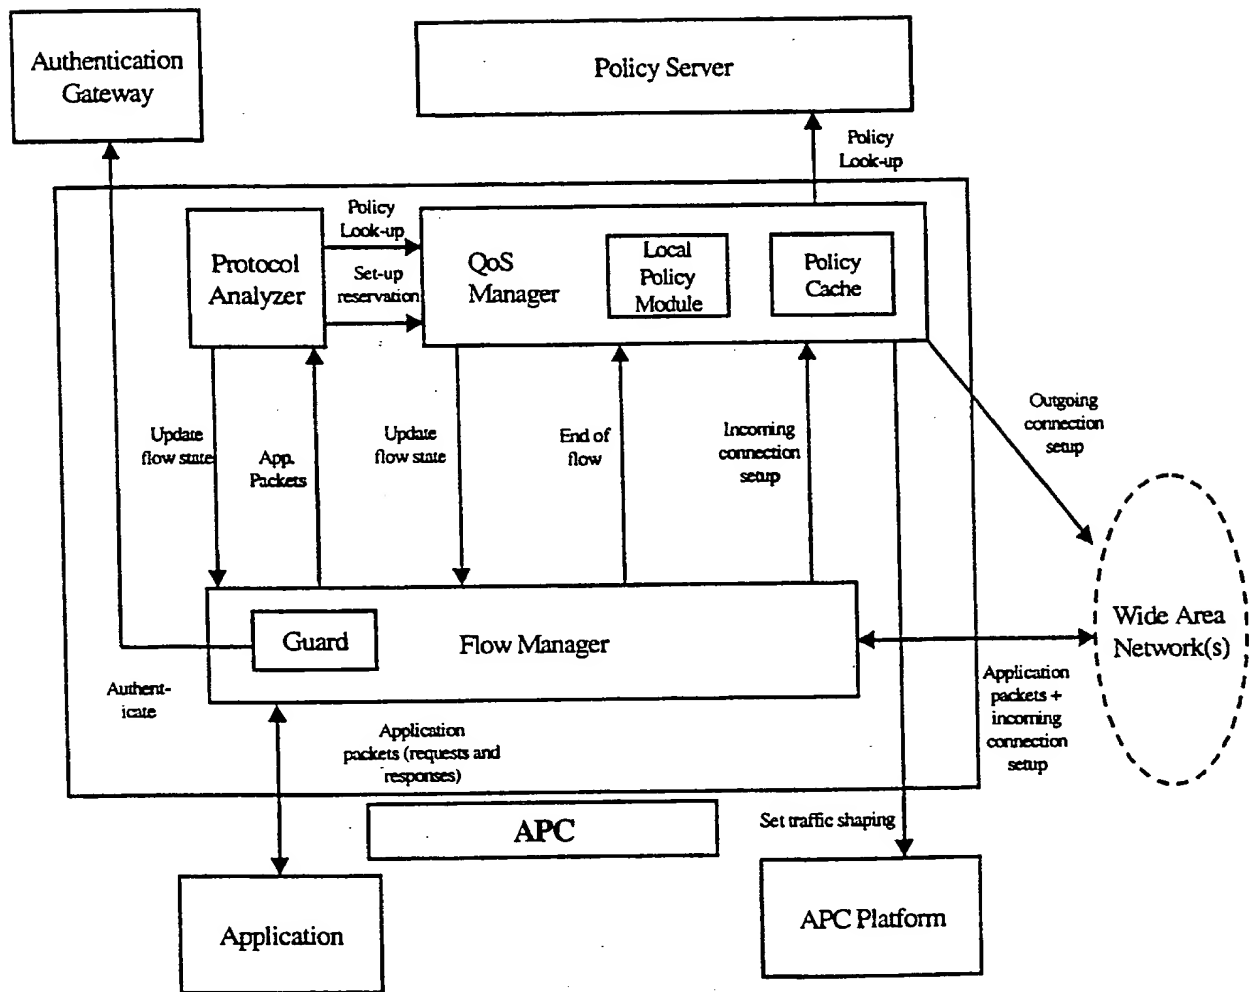 Authentication
Gateway
Policy Server
Policy
Look-up
Policy
Look-up
Protocol
Analyzer
Set-up
reservation
QoS
Manager
Local
Policy
Module
Policy
Cache
Update
flow state
App.
Packets
Update
flow state
End of
flow
Incoming
connection
setup
Outgoing
connection
setup
Guard
Flow Manager
Wide Area
Network(s)
Authent-
icate
Application
packets (requests and
responses)
Application
packets +
incoming
connection
setup
APC
Set traffic shaping
Application
APC Platform